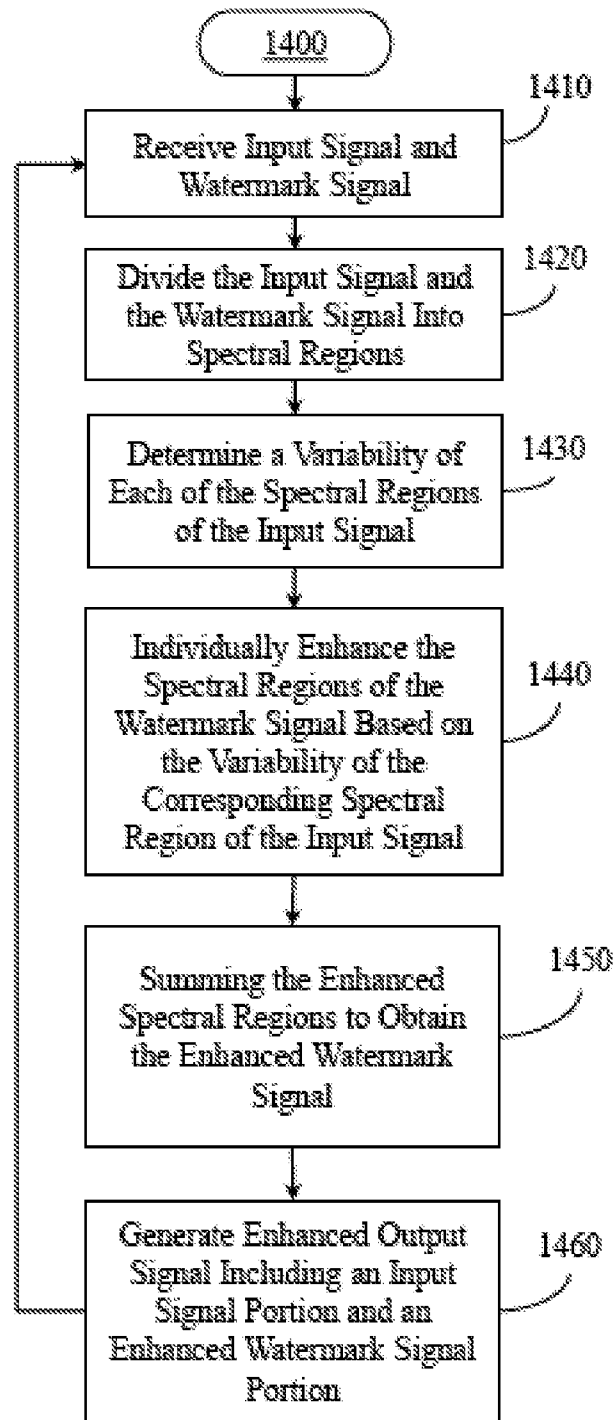 1400
1410
Receive Input Signal and
Watermark Signal
1420
Divide the Input Signal and
the Watermark Signal Into
Spectral Regions
1430
Determine a Variability of
Each of the Spectral Regions
of the Input Signal
1440
Individually Enhance the
Spectral Regions of the
Watermark Signal Based on
the Variability of the
Corresponding Spectral
Region of the Input Signal
1450
Summing the Enhanced
Spectral Regions to Obtain
the Enhanced Watermark
Signal
1460
Generate Enhanced Output
Signal Including an Input
Signal Portion and an
Enhanced Watermark Signal
Portion